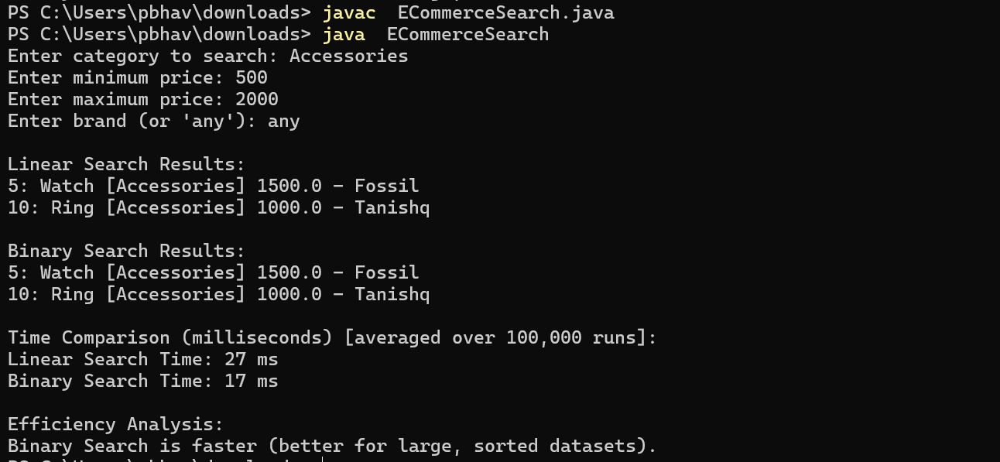 PS C:\Users\pbhav\downloads> javac  ECommerceSearch.java
PS C:\Users\pbhav\downloads> java  ECommerceSearch
Enter category to search: Accessories
Enter minimum price: 500
Enter maximum price: 2000
Enter brand (or 'any'): any
Linear Search Results:
5: Watch [Accessories] 1500.0 - Fossil
10: Ring [Accessories] 1000.0 - Tanishq
Binary Search Results:
5: Watch [Accessories] 1500.0 - Fossil
10: Ring [Accessories] 1000.0 - Tanishq
Time Comparison (milliseconds) [averaged over 100,000 runs]:
Linear Search Time: 27 ms
Binary Search Time: 17 ms
Efficiency Analysis:
Binary Search is faster (better for large, sorted datasets).